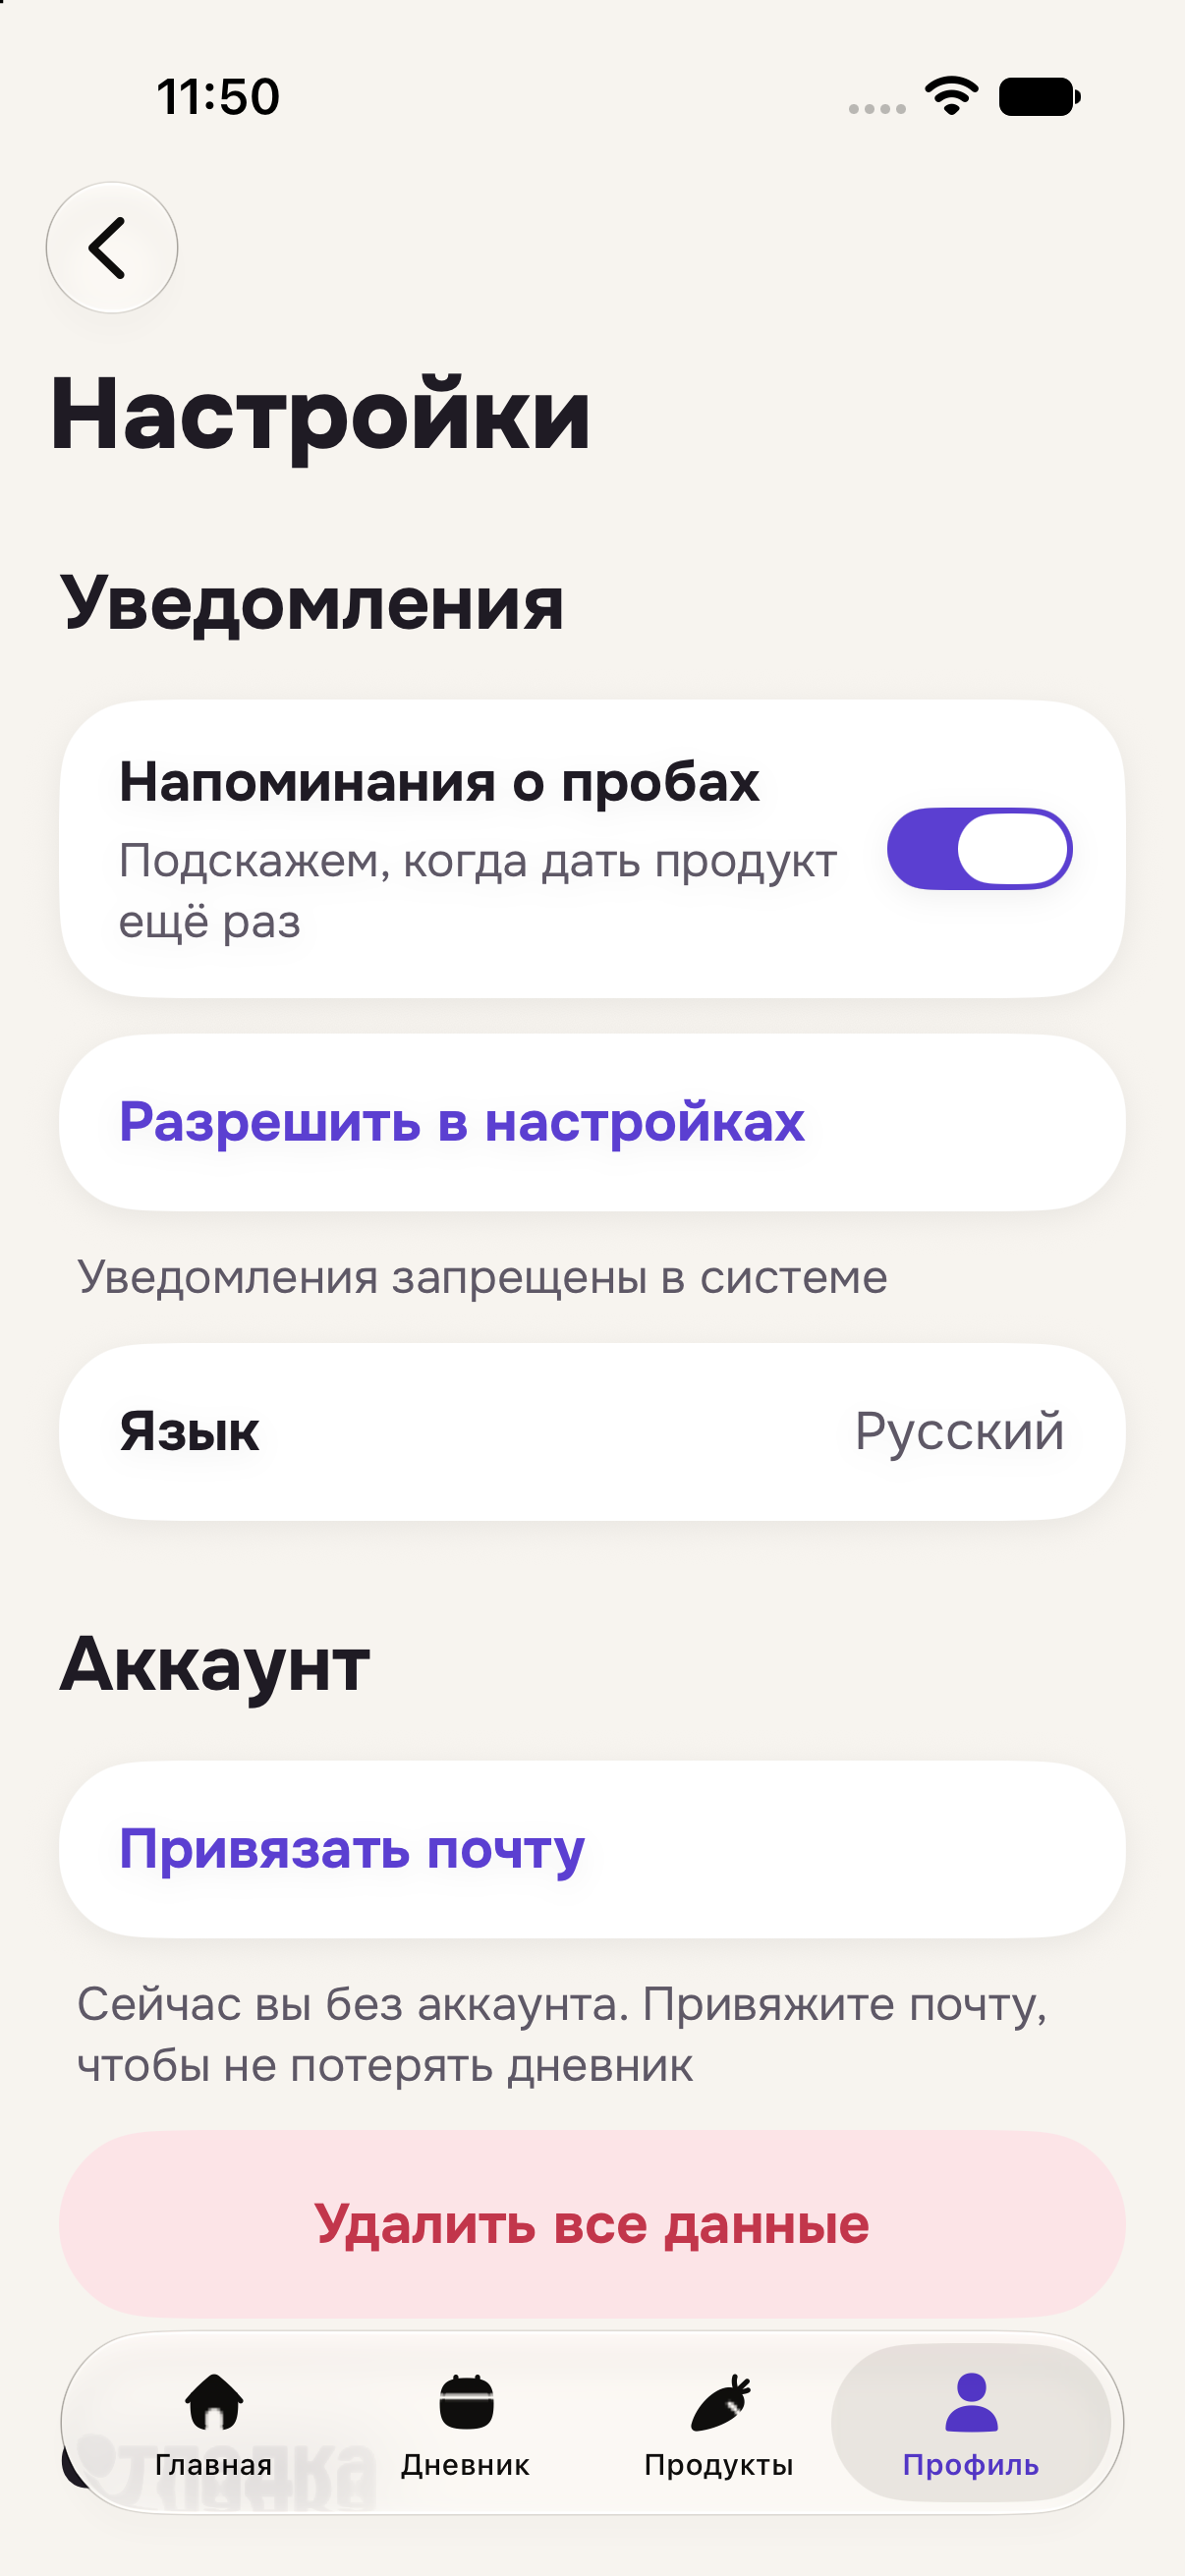 11:50
Настройки
Уведомления
Напоминания о пробах
Подскажем, когда дать продукт
ещё раз
Разрешить в настройках
Уведомления запрещены в системе
Язык
Русский
Аккаунт
Привязать почту
Сейчас вы без аккаунта. Привяжите почту,
чтобы не потерять дневник
Удалить все данные
Главная
Дневник
Продукты
Профиль